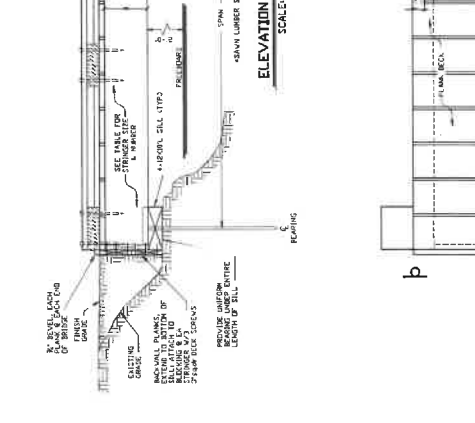 ¾" BEVEL, EACH
PLANK @ EACH END
OF BRIDGE
FINISH
GRADE
EXISTING
GRADE
BACKWALL PLANKS,
EXTEND TO BOTTOM OF
SILL; ATTACH TO
BLOCKING & EA
STRINGER W/3
DECK SCREWS
PROVIDE UNIFORM
BEARING UNDER ENTIRE
LENGTH OF SILL
SEE TABLE FOR
STRINGER SIZE
& NUMBER
SILL (TYP)
FREEBOARD
℄
BEARING
SPAN
*SAWN LUMBER S
ELEVATION
SCALE:
PLANK DECK